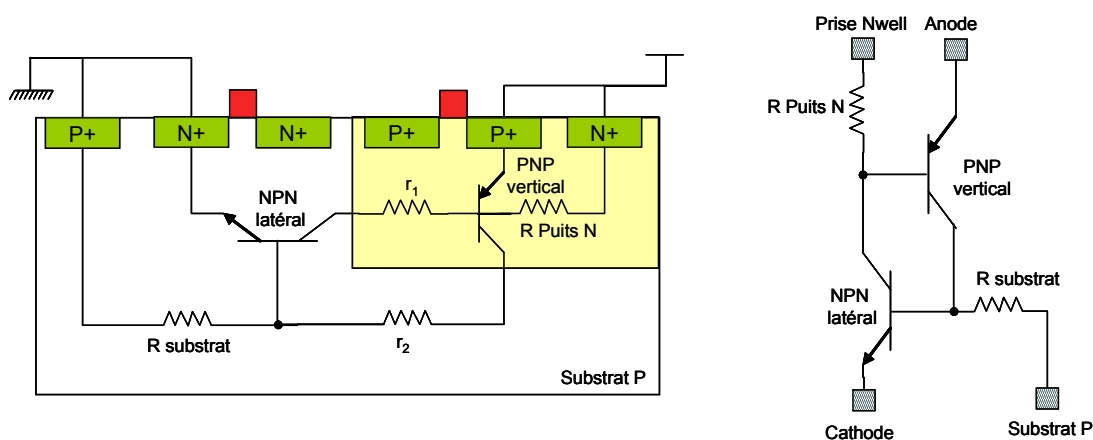 P+
N+
N+
P+
P+
N+
NPN
latéral
r1
PNP
vertical
R Puits N
R substrat
r2
Substrat P
Prise Nwell
Anode
R Puits N
PNP
vertical
NPN
latéral
R substrat
Cathode
Substrat P